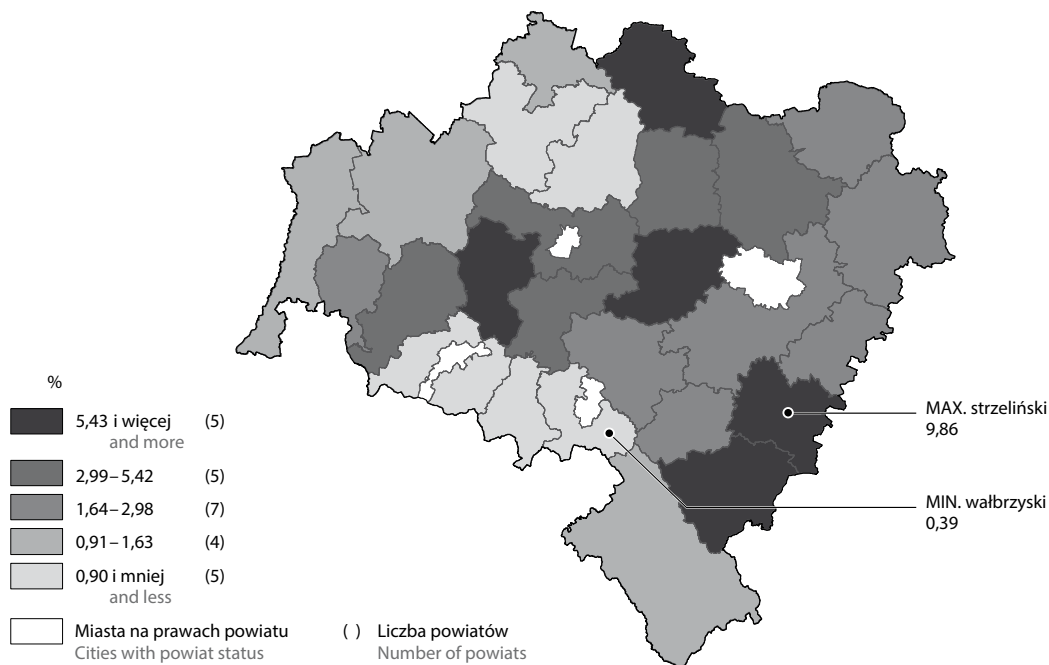 %
5,43 i więcej (5)
and more
2,99–5,42 (5)
1,64–2,98 (7)
0,91–1,63 (4)
0,90 i mniej (5)
and less
Miasta na prawach powiatu
Cities with powiat status
( ) Liczba powiatów
Number of powiats
MAX. strzeliński
9,86
MIN. wałbrzyski
0,39